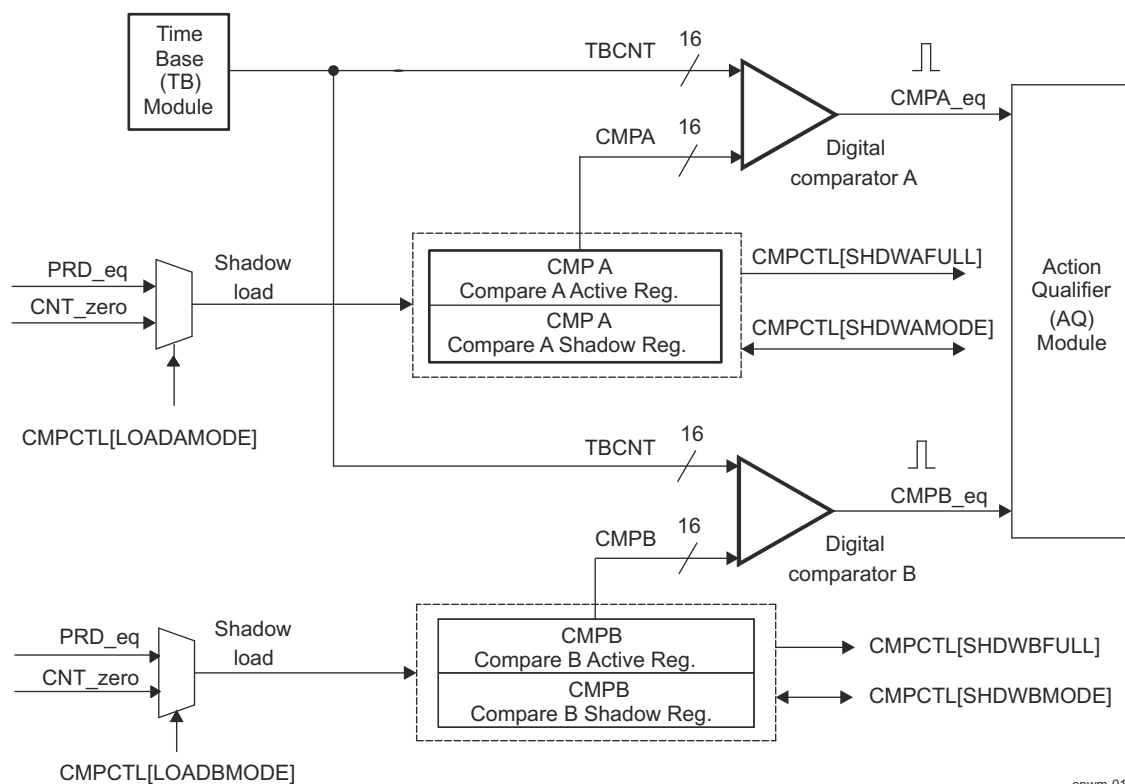 Time
Base
(TB)
Module
TBCNT
16
CMPA
16
CMPA_eq
Digital
comparator A
Action
Qualifier
(AQ)
Module
PRD_eq
CNT_zero
Shadow
load
CMPCTL[LOADAMODE]
CMP A
Compare A Active Reg.
CMP A
Compare A Shadow Reg.
CMPCTL[SHDWAFULL]
CMPCTL[SHDWAMODE]
TBCNT
16
CMPB
16
CMPB_eq
Digital
comparator B
PRD_eq
CNT_zero
Shadow
load
CMPCTL[LOADBMODE]
CMPB
Compare B Active Reg.
CMPB
Compare B Shadow Reg.
CMPCTL[SHDWBFULL]
CMPCTL[SHDWBMODE]